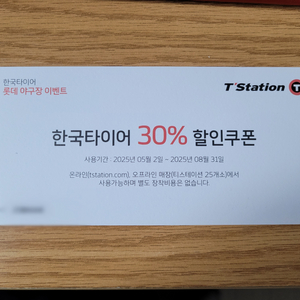 한국타이어
롯데 야구장 이벤트
T'Station T
한국타이어 30% 할인쿠폰
사용기간 : 2025년 05월 2일 ~ 2025년 08월 31일
온라인(tstation.com), 오프라인 매장(티스테이션 25개소)에서
사용가능하며 별도 장착비용은 없습니다.